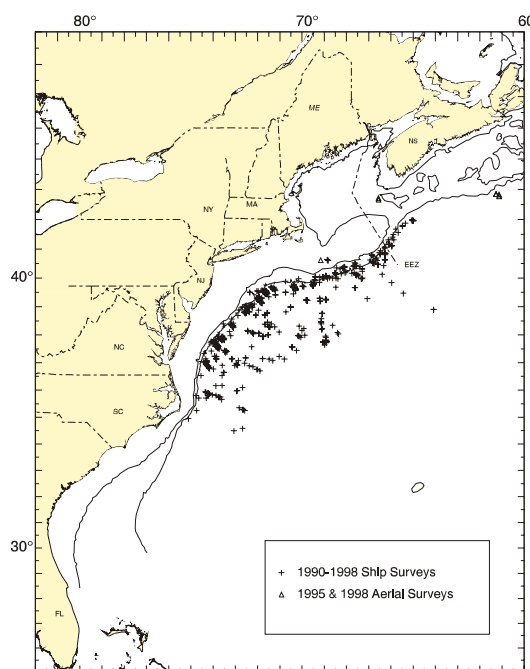 80°
70°
60
ME
NS
NY
MA
EEZ
NJ
40°
NC
SC
30°
+ 1990-1998 Ship Surveys
△ 1995 & 1998 Aerial Surveys
FL